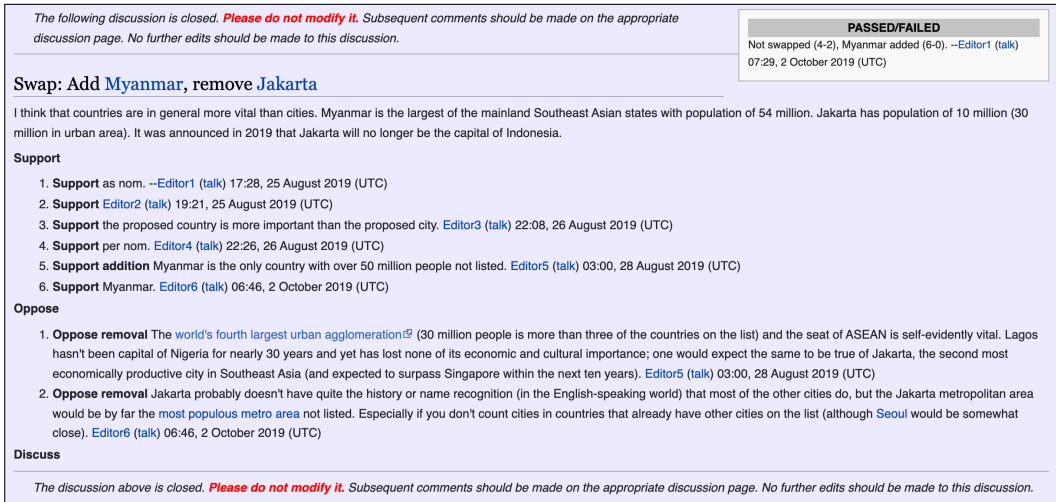 The following discussion is closed. Please do not modify it. Subsequent comments should be made on the appropriate
discussion page. No further edits should be made to this discussion.
PASSED/FAILED
Not swapped (4-2), Myanmar added (6-0). --Editor1 (talk)
07:29, 2 October 2019 (UTC)
Swap: Add Myanmar, remove Jakarta
I think that countries are in general more vital than cities. Myanmar is the largest of the mainland Southeast Asian states with population of 54 million. Jakarta has population of 10 million (30
million in urban area). It was announced in 2019 that Jakarta will no longer be the capital of Indonesia.
Support
1. Support as nom. --Editor1 (talk) 17:28, 25 August 2019 (UTC)
2. Support Editor2 (talk) 19:21, 25 August 2019 (UTC)
3. Support the proposed country is more important than the proposed city. Editor3 (talk) 22:08, 26 August 2019 (UTC)
4. Support per nom. Editor4 (talk) 22:26, 26 August 2019 (UTC)
5. Support addition Myanmar is the only country with over 50 million people not listed. Editor5 (talk) 03:00, 28 August 2019 (UTC)
6. Support Myanmar. Editor6 (talk) 06:46, 2 October 2019 (UTC)
Oppose
1. Oppose removal The world's fourth largest urban agglomeration (30 million people is more than three of the countries on the list) and the seat of ASEAN is self-evidently vital. Lagos
hasn't been capital of Nigeria for nearly 30 years and yet has lost none of its economic and cultural importance; one would expect the same to be true of Jakarta, the second most
economically productive city in Southeast Asia (and expected to surpass Singapore within the next ten years). Editor5 (talk) 03:00, 28 August 2019 (UTC)
2. Oppose removal Jakarta probably doesn't have quite the history or name recognition (in the English-speaking world) that most of the other cities do, but the Jakarta metropolitan area
would be by far the most populous metro area not listed. Especially if you don't count cities in countries that already have other cities on the list (although Seoul would be somewhat
close). Editor6 (talk) 06:46, 2 October 2019 (UTC)
Discuss
The discussion above is closed. Please do not modify it. Subsequent comments should be made on the appropriate discussion page. No further edits should be made to this discussion.